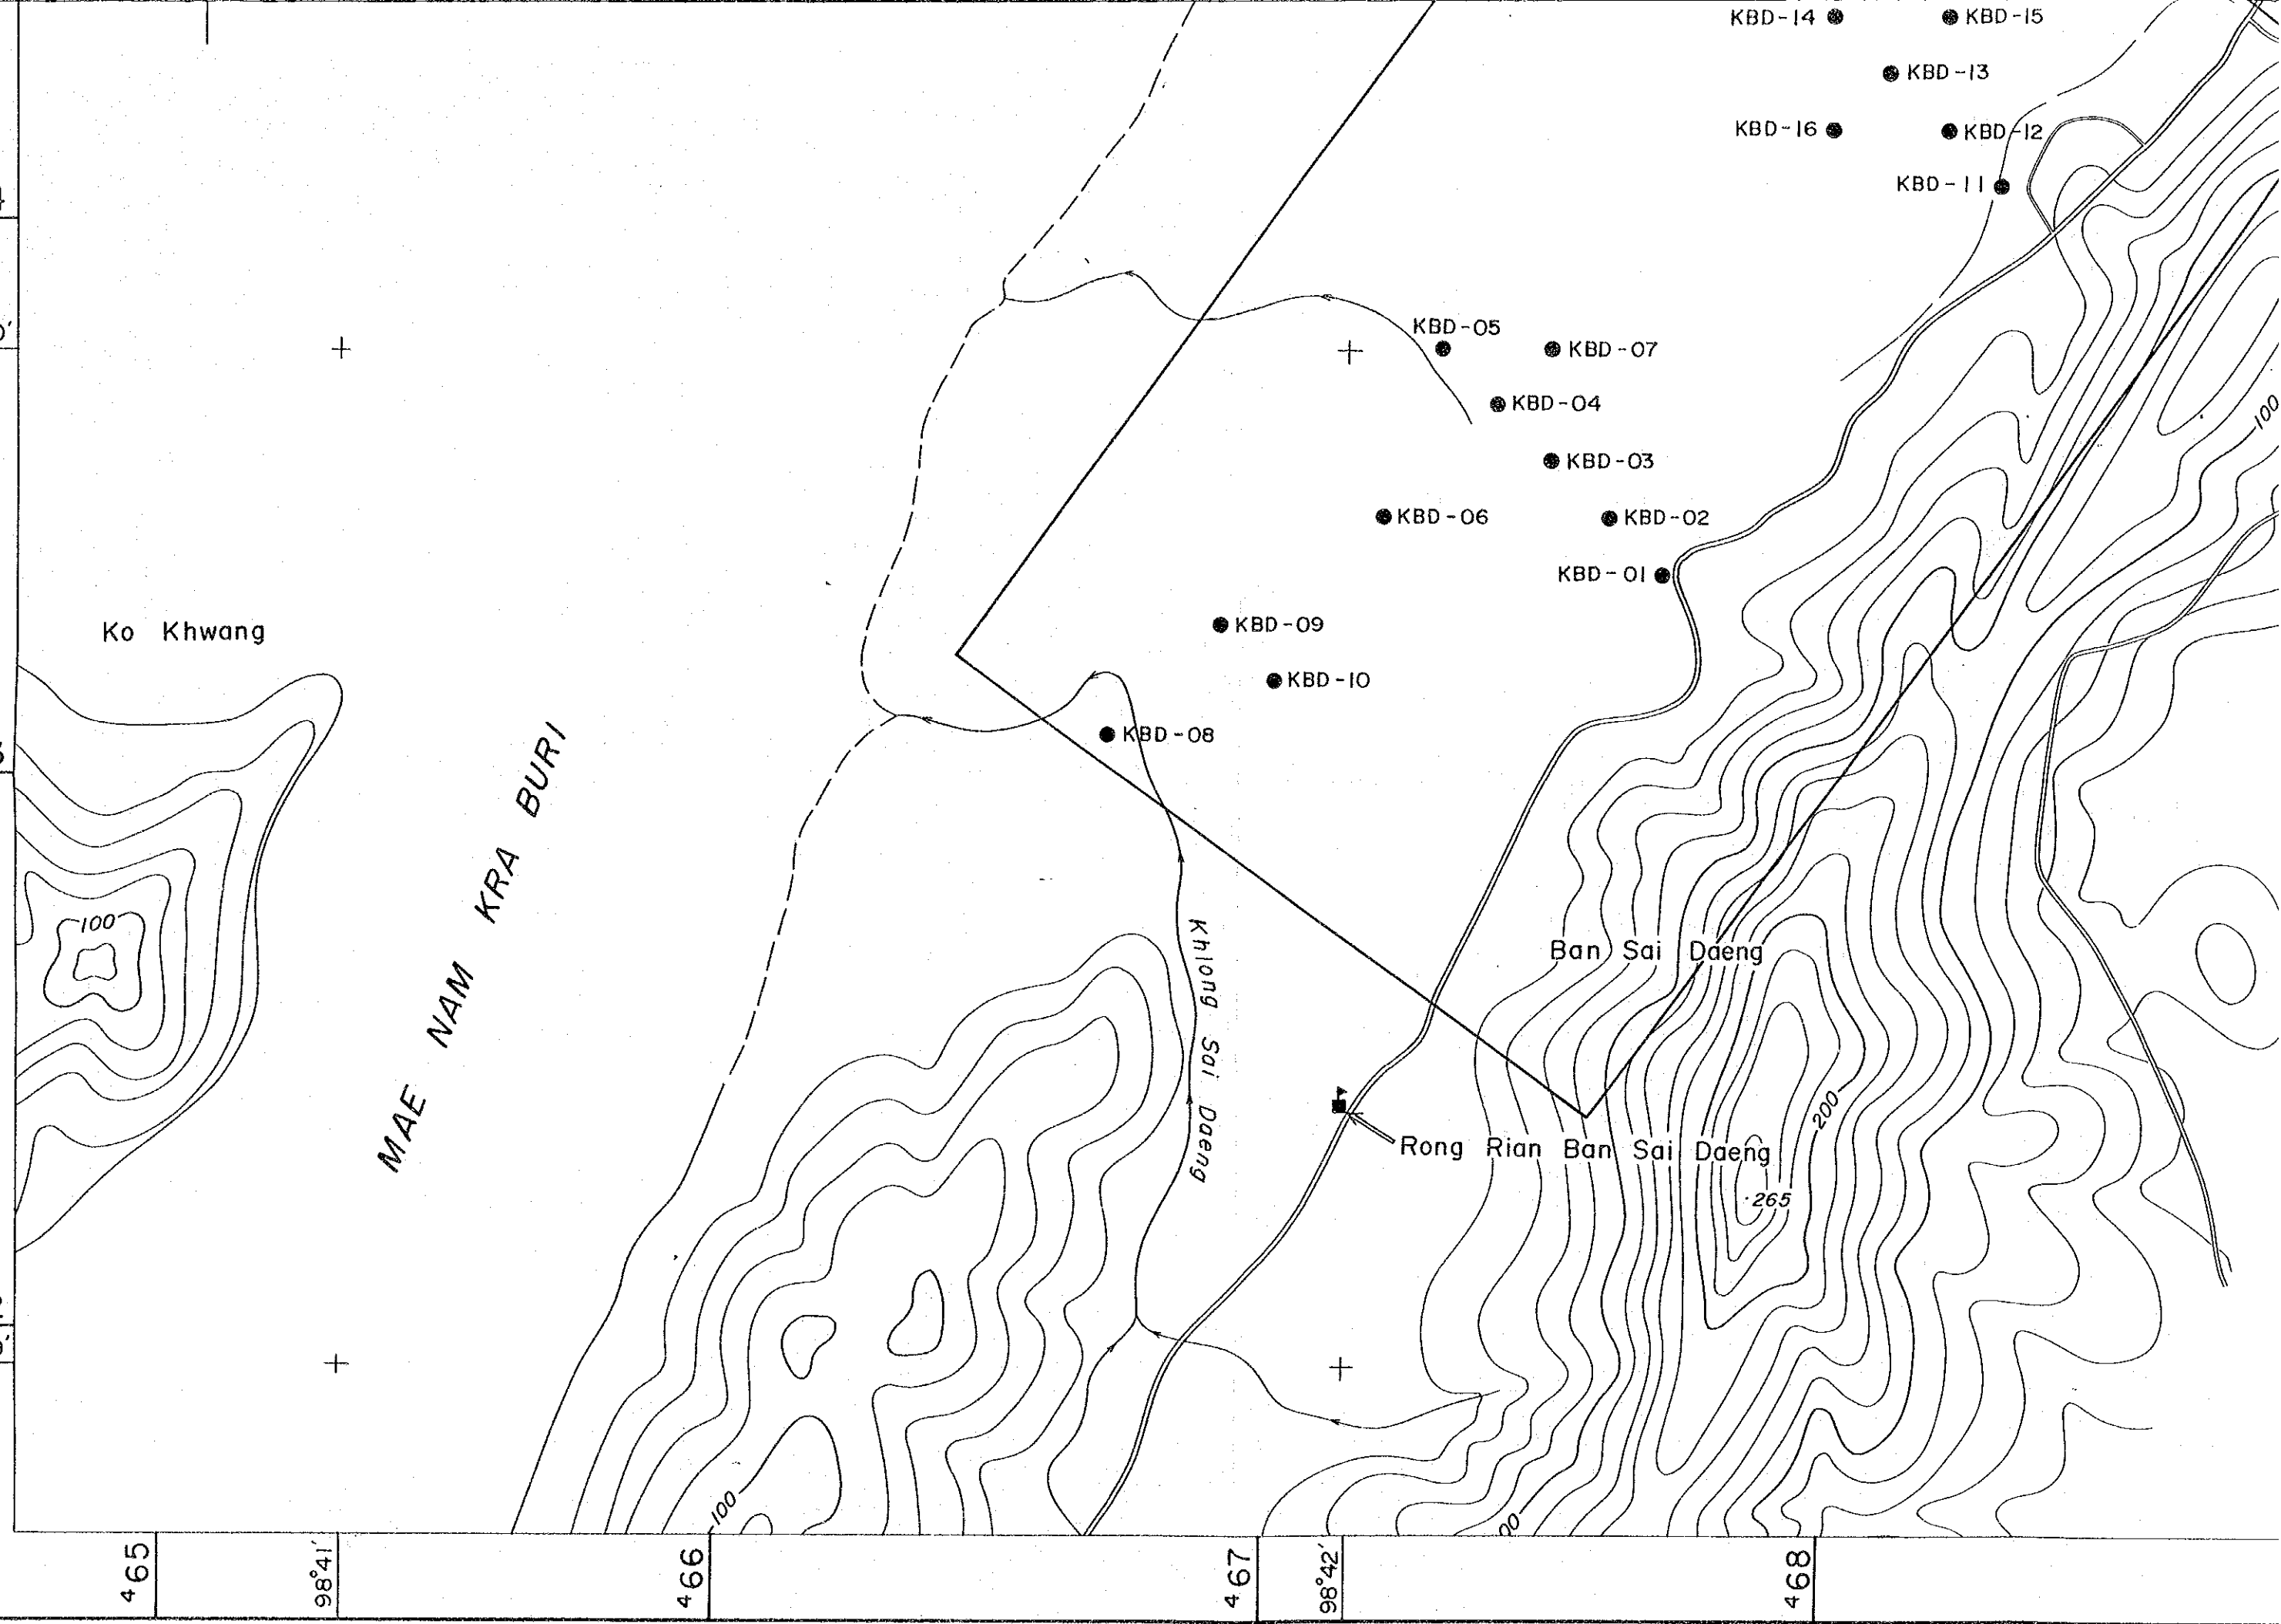 KBD-14 KBD-15
KBD-13
KBD-16 KBD-12
KBD-11
KBD-05
KBD-07
KBD-04
KBD-03
KBD-06 KBD-02
KBD-01
KBD-09
KBD-10
KBD-08
100
Ko Khwang
100
MAE NAM KRA BURI
Khlong Sai Daeng
Ban Sai Daeng
200
Rong Rian Ban Sai Daeng
265
100
00
465
98°41'
466
467
98°42'
468